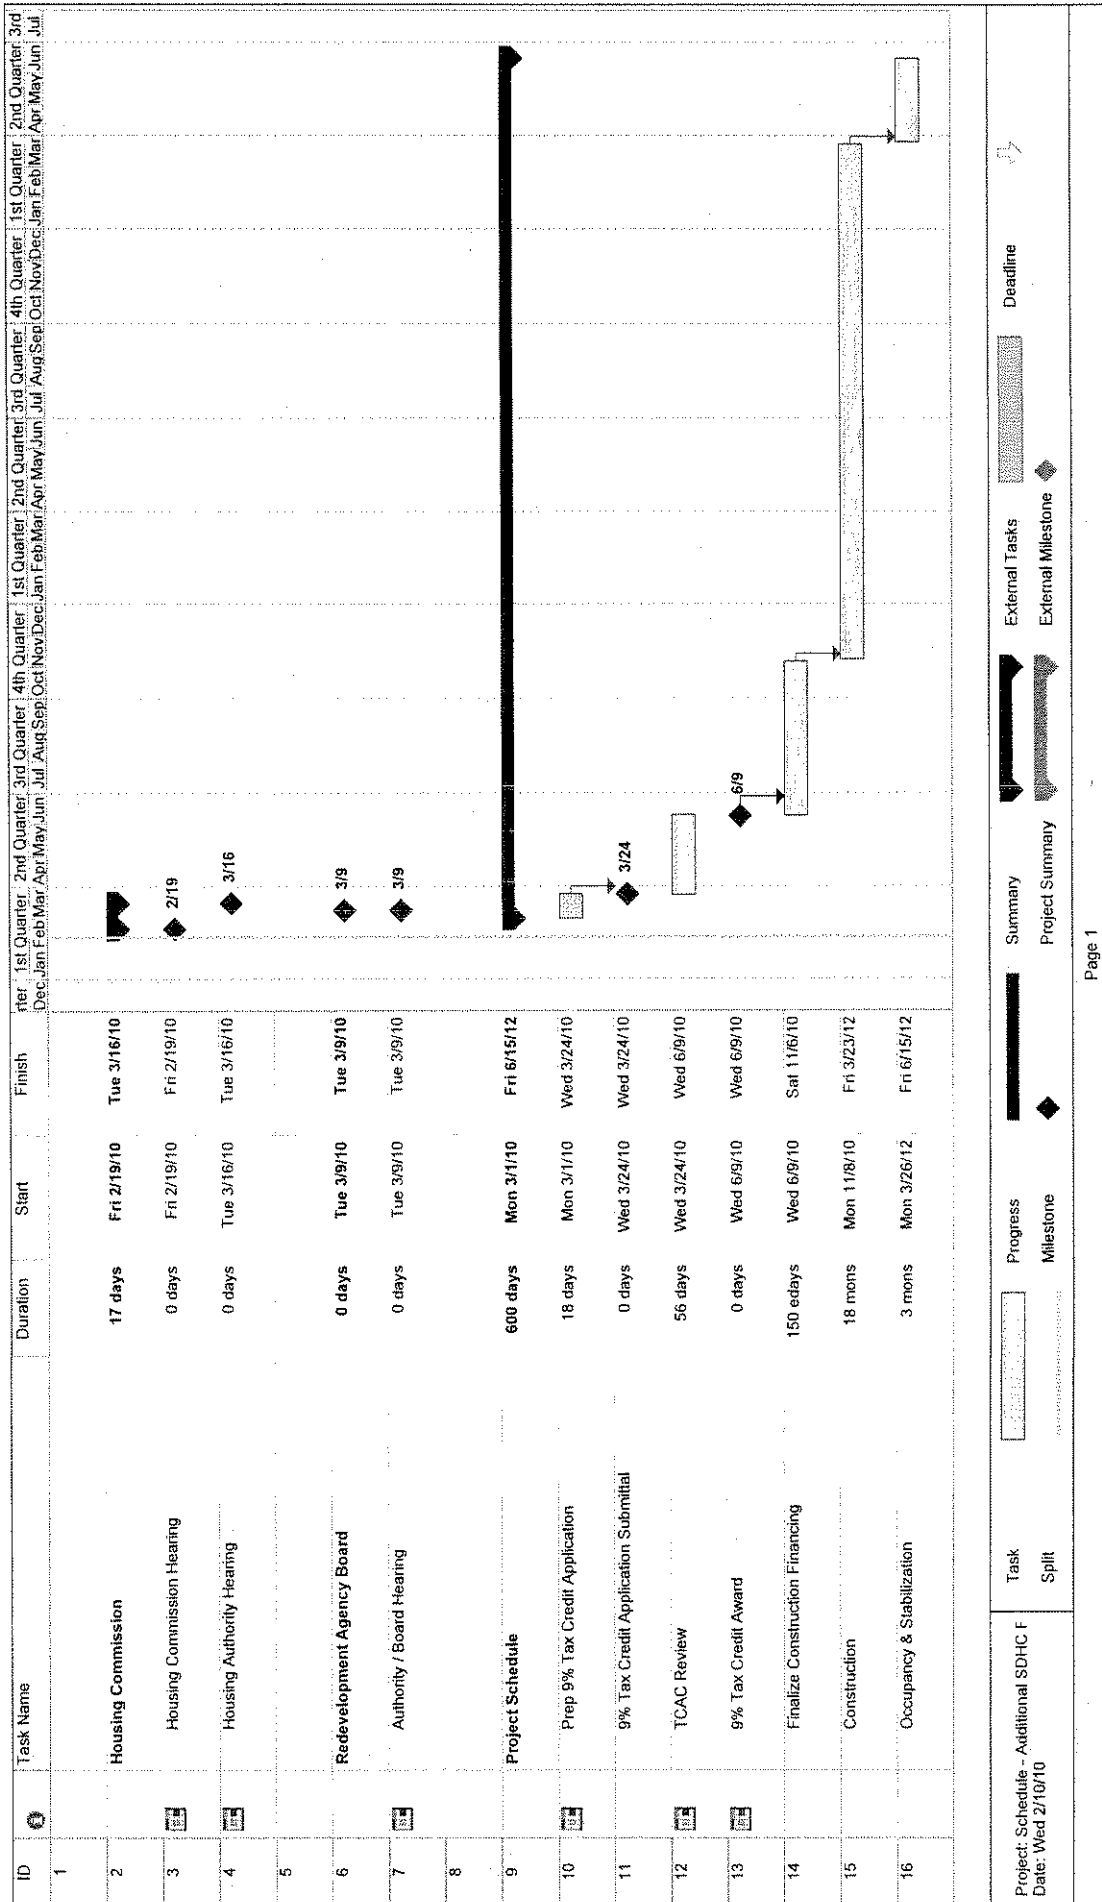 ID Task Name Duration Start Finish rter 1st Quarter 2nd Quarter 3rd Quarter 4th Quarter 1st Quarter 2nd Quarter 3rd Quarter 4th Quarter 1st Quarter 2nd Quarter 3rd
Dec Jan Feb Mar Apr May Jun Jul Aug Sep Oct Nov Dec Jan Feb Mar Apr May Jun Jul Aug Sep Oct Nov Dec Jan Feb Mar Apr May Jun Jul
1
2 Housing Commission 17 days Fri 2/19/10 Tue 3/16/10
3 Housing Commission Hearing 0 days Fri 2/19/10 Fri 2/19/10 2/19
4 Housing Authority Hearing 0 days Tue 3/16/10 Tue 3/16/10 3/16
5
6 Redevelopment Agency Board 0 days Tue 3/9/10 Tue 3/9/10 3/9
7 Authority / Board Hearing 0 days Tue 3/9/10 Tue 3/9/10 3/9
8
9 Project Schedule 600 days Mon 3/1/10 Fri 6/15/12
10 Prep 9% Tax Credit Application 18 days Mon 3/1/10 Wed 3/24/10
11 9% Tax Credit Application Submittal 0 days Wed 3/24/10 Wed 3/24/10 3/24
12 TCAC Review 56 days Wed 3/24/10 Wed 6/9/10
13 9% Tax Credit Award 0 days Wed 6/9/10 Wed 6/9/10 6/9
14 Finalize Construction Financing 150 edays Wed 6/9/10 Sat 11/6/10
15 Construction 18 mons Mon 11/8/10 Fri 3/23/12
16 Occupancy & Stabilization 3 mons Mon 3/26/12 Fri 6/15/12
Project: Schedule - Additional SDHC F
Date: Wed 2/10/10
Task Progress Summary External Tasks Deadline
Split Milestone Project Summary External Milestone
Page 1